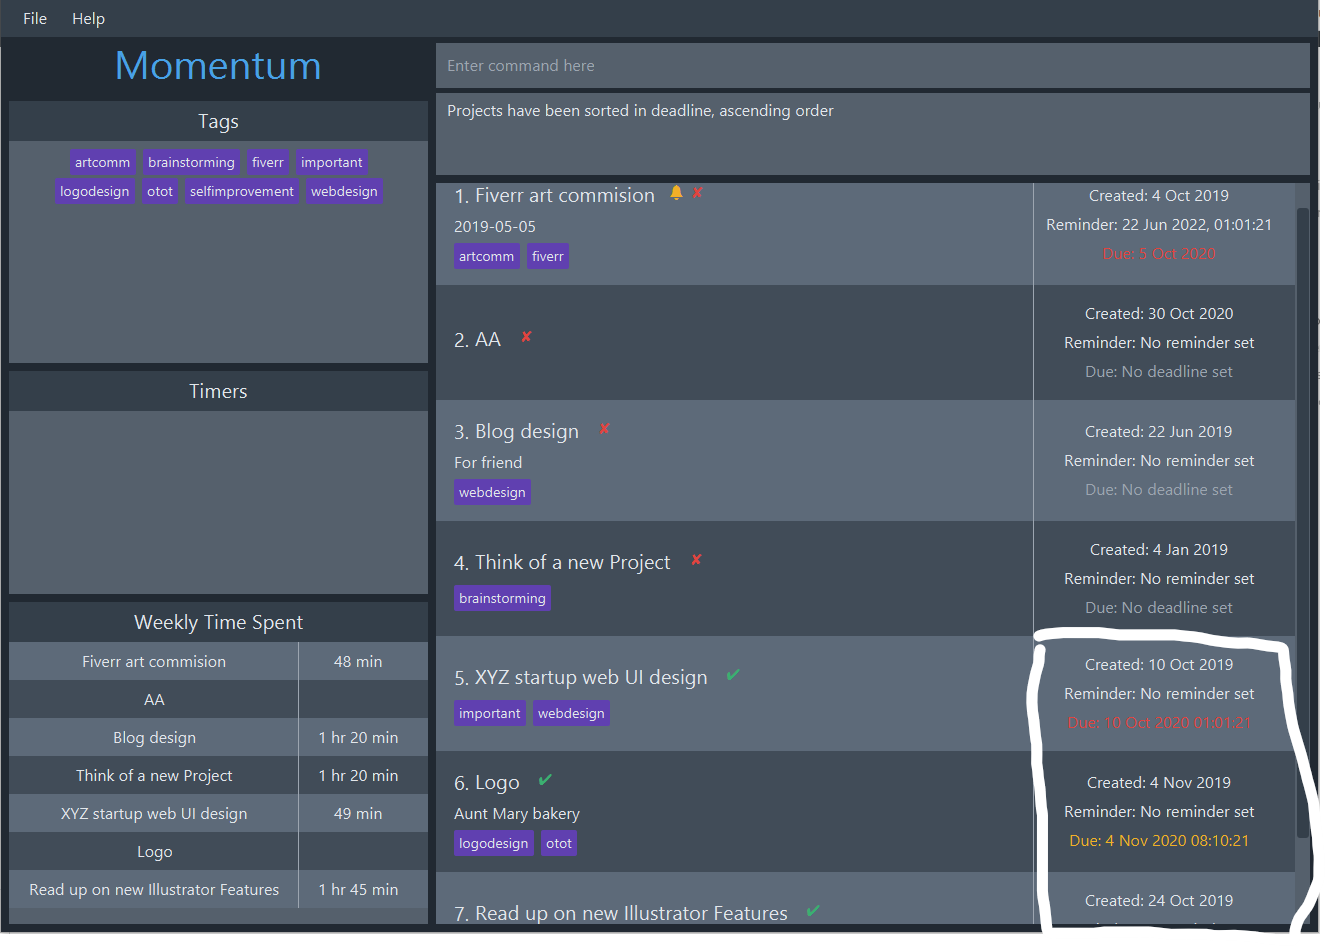 File Help
Momentum
Tags
artcomm brainstorming fiverr important
logodesign otot selfimprovement webdesign
Timers
Weekly Time Spent
Fiverr art commision 48 min
AA
Blog design 1 hr 20 min
Think of a new Project 1 hr 20 min
XYZ startup web UI design 49 min
Logo
Read up on new Illustrator Features 1 hr 45 min
Enter command here
Projects have been sorted in deadline, ascending order
1. Fiverr art commision
2019-05-05
artcomm fiverr
Created: 4 Oct 2019
Reminder: 22 Jun 2022, 01:01:21
Due: 5 Oct 2020
2. AA
Created: 30 Oct 2020
Reminder: No reminder set
Due: No deadline set
3. Blog design
For friend
webdesign
Created: 22 Jun 2019
Reminder: No reminder set
Due: No deadline set
4. Think of a new Project
brainstorming
Created: 4 Jan 2019
Reminder: No reminder set
Due: No deadline set
5. XYZ startup web UI design
important webdesign
Created: 10 Oct 2019
Reminder: No reminder set
Due: 10 Oct 2020 01:01:21
6. Logo
Aunt Mary bakery
logodesign otot
Created: 4 Nov 2019
Reminder: No reminder set
Due: 4 Nov 2020 08:10:21
7. Read up on new Illustrator Features
Created: 24 Oct 2019